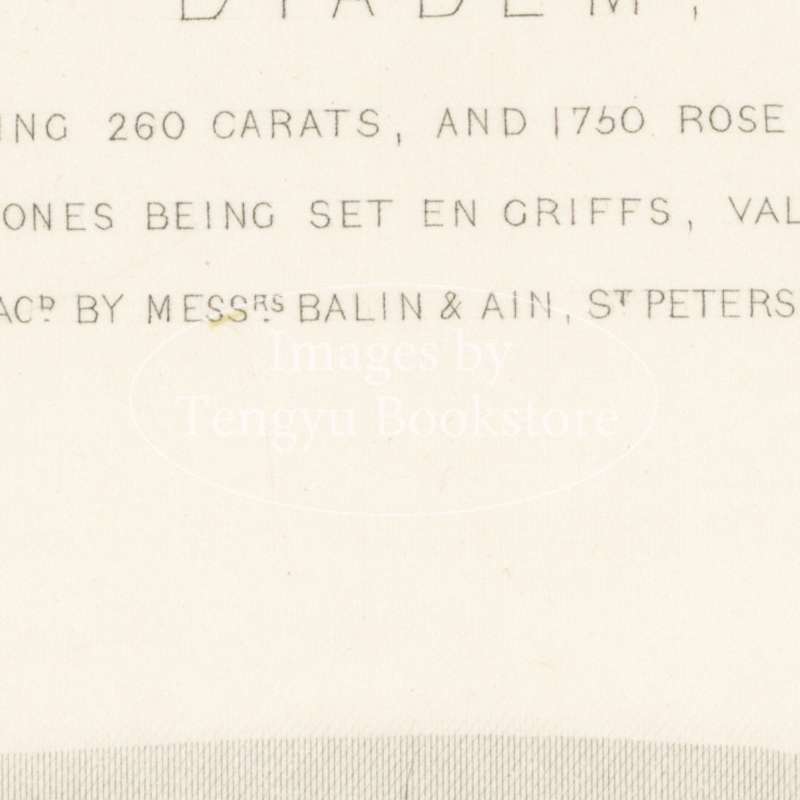 DIADEM,
ING 260 CARATS, AND 1750 ROSE
ONES BEING SET EN GRIFFS, VAL
ACD BY MESSRS BALIN & AIN, ST PETERS
Images by
Tengyu Bookstore